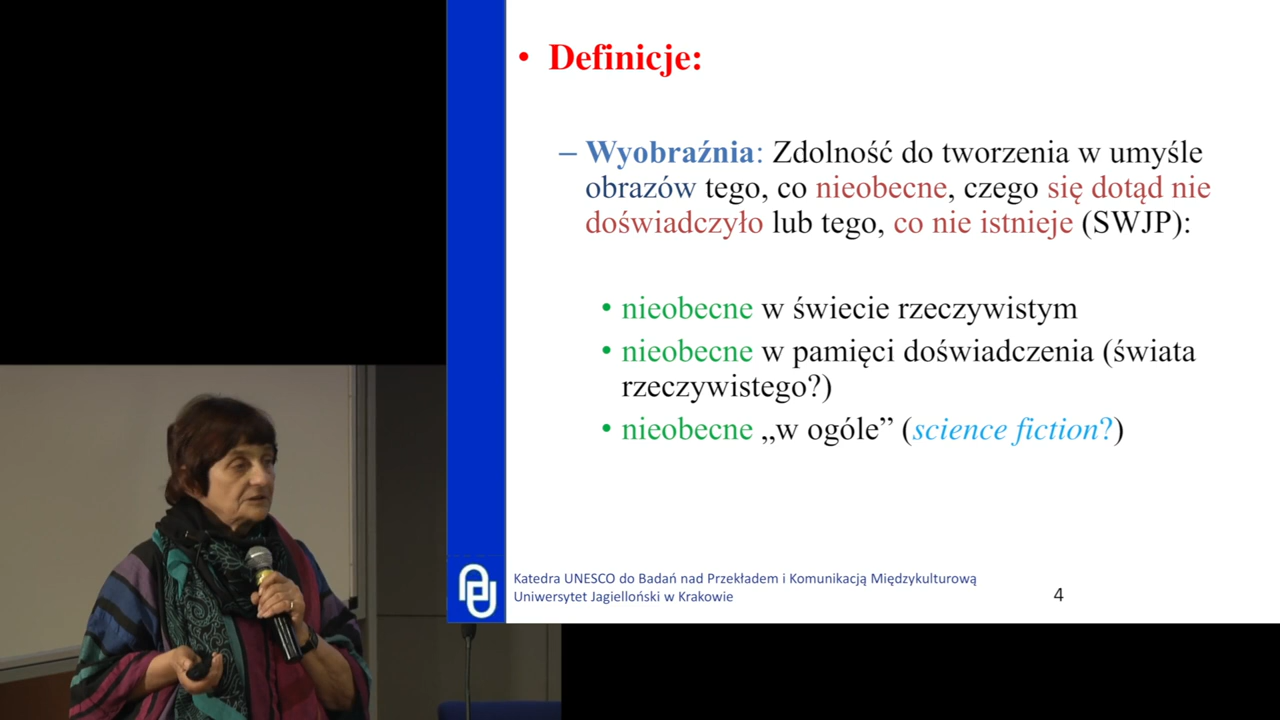 • Definicje:
– Wyobraźnia: Zdolność do tworzenia w umyśle
obrazów tego, co nieobecne, czego się dotąd nie
doświadczyło lub tego, co nie istnieje (SWJP):
• nieobecne w świecie rzeczywistym
• nieobecne w pamięci doświadczenia (świata
rzeczywistego?)
• nieobecne „w ogóle” (science fiction?)
Katedra UNESCO do Badań nad Przekładem i Komunikacją Międzykulturową
Uniwersytet Jagielloński w Krakowie
4